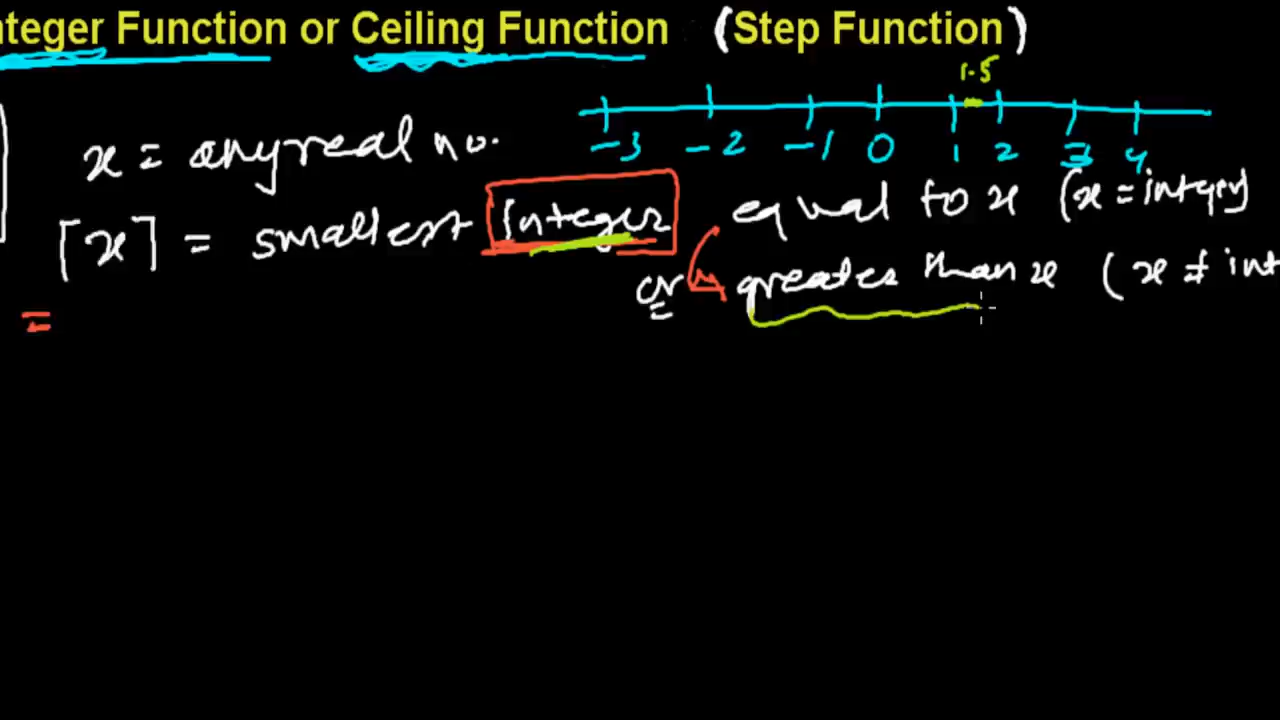 nteger Function or Ceiling Function (Step Function)
1.5
-3 -2 -1 0 1 2 3 4
x = any real no.
⌈x⌉ = smallest Integer equal to x (x = integer)
or greates than x (x ≠ int
=